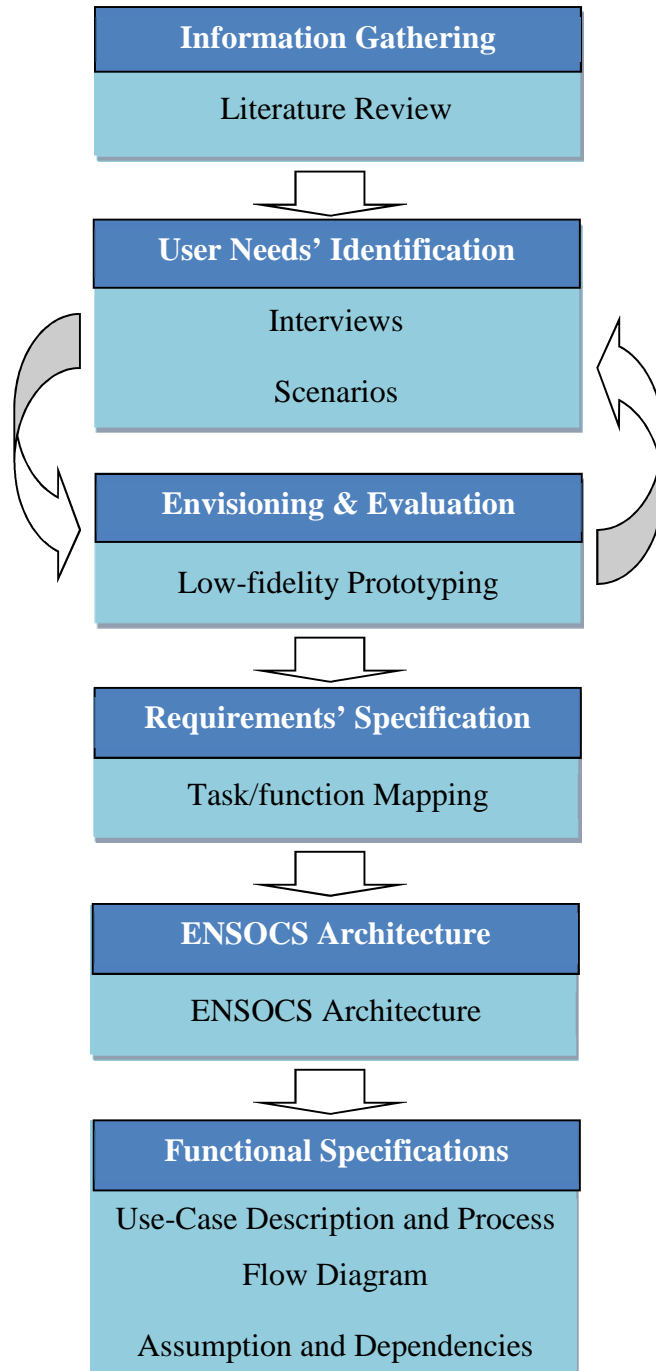 Information Gathering
Literature Review
User Needs’ Identification
Interviews
Scenarios
Envisioning & Evaluation
Low-fidelity Prototyping
Requirements’ Specification
Task/function Mapping
ENSOCS Architecture
ENSOCS Architecture
Functional Specifications
Use-Case Description and Process
Flow Diagram
Assumption and Dependencies